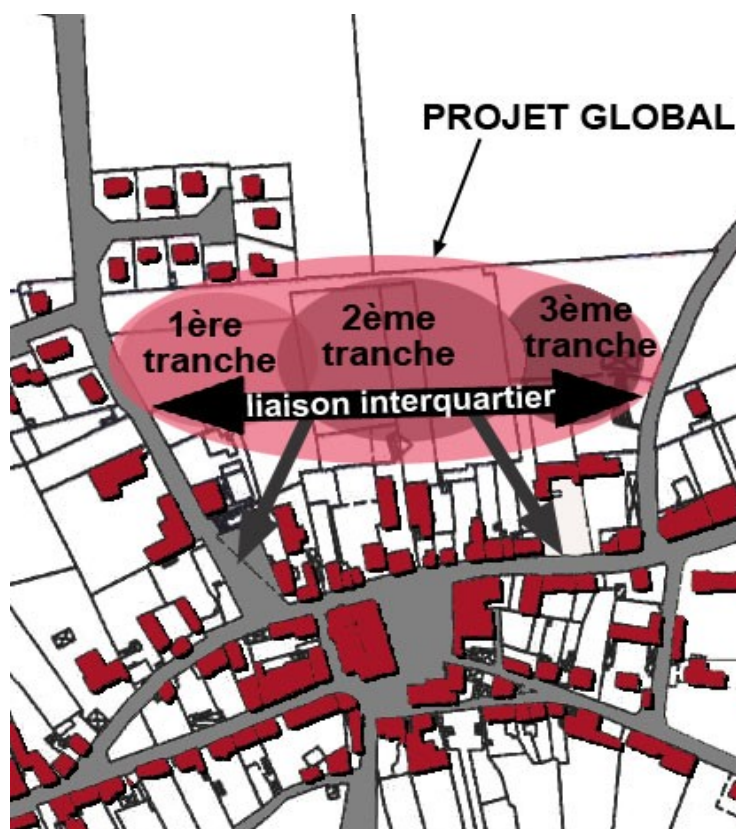 PROJET GLOBAL
1ère
tranche
2ème
tranche
3ème
tranche
liaison interquartier